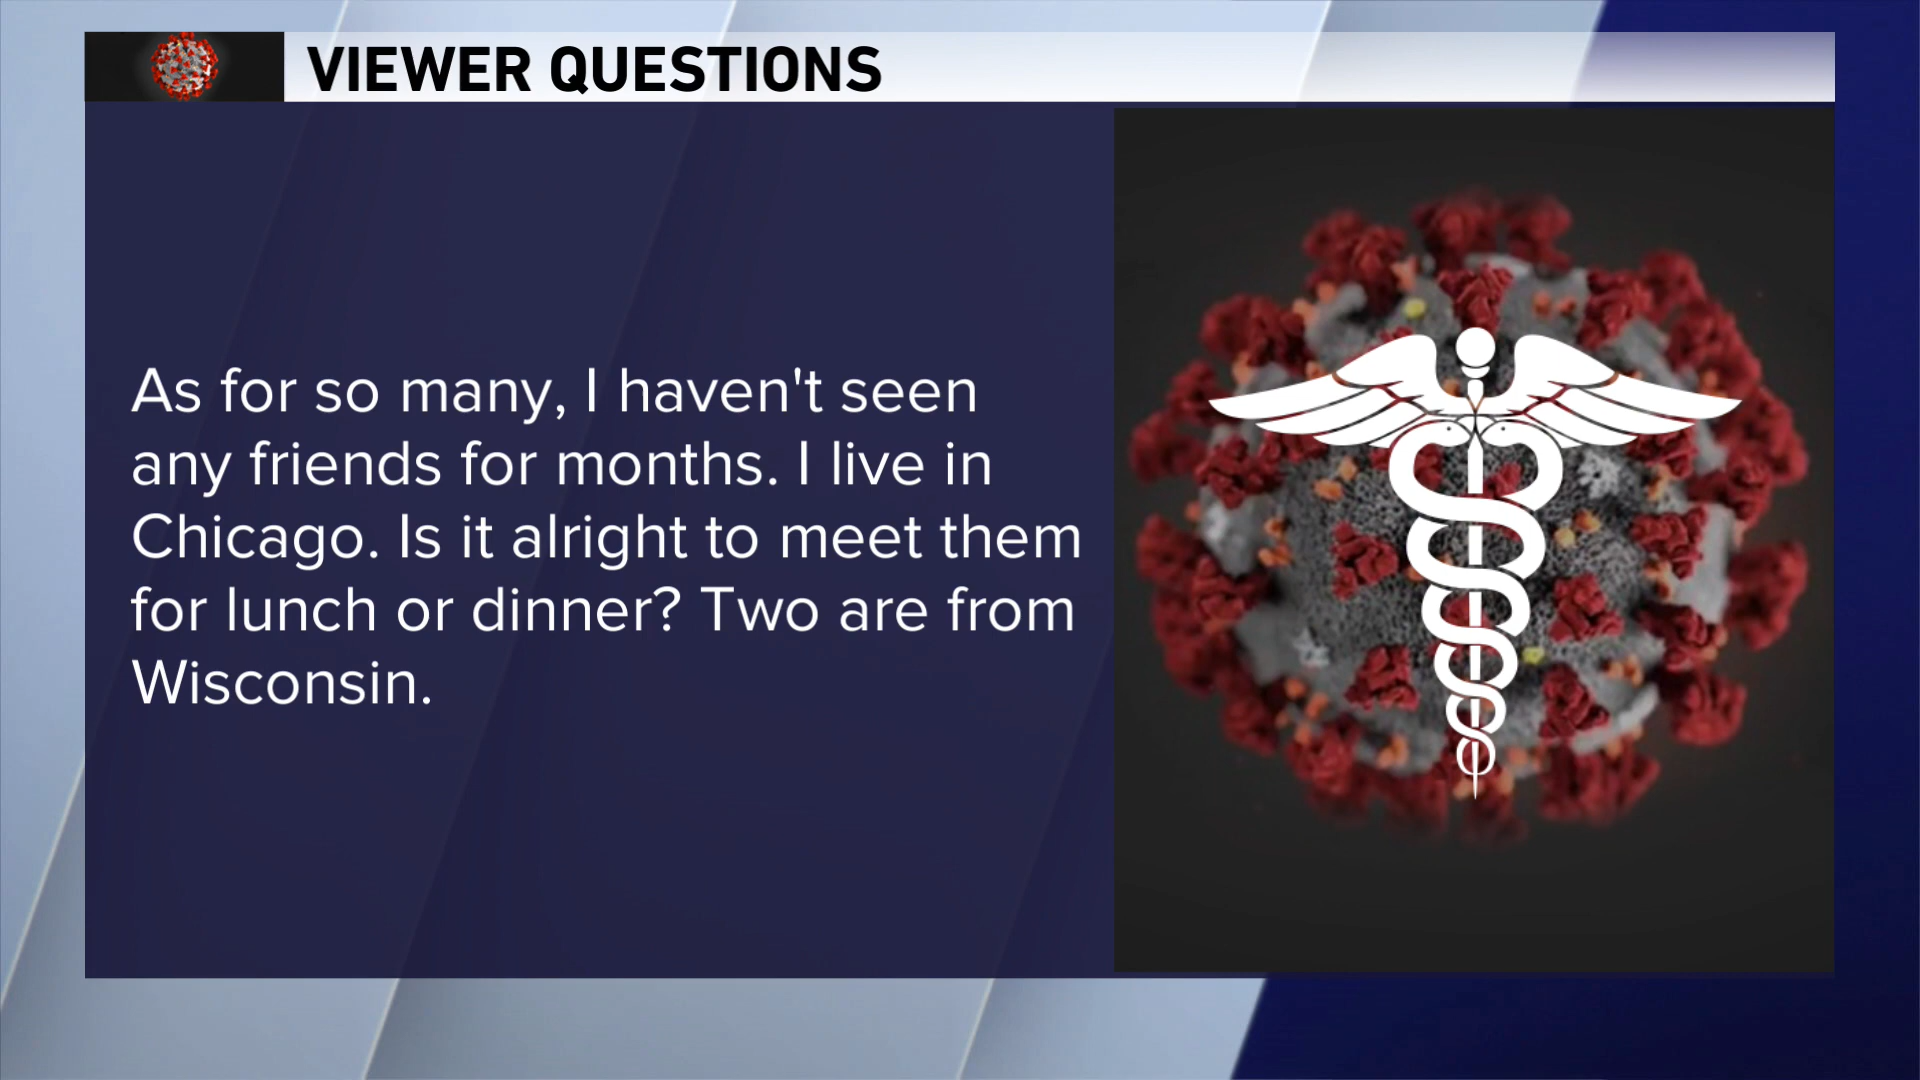 VIEWER QUESTIONS
As for so many, I haven't seen
any friends for months. I live in
Chicago. Is it alright to meet them
for lunch or dinner? Two are from
Wisconsin.